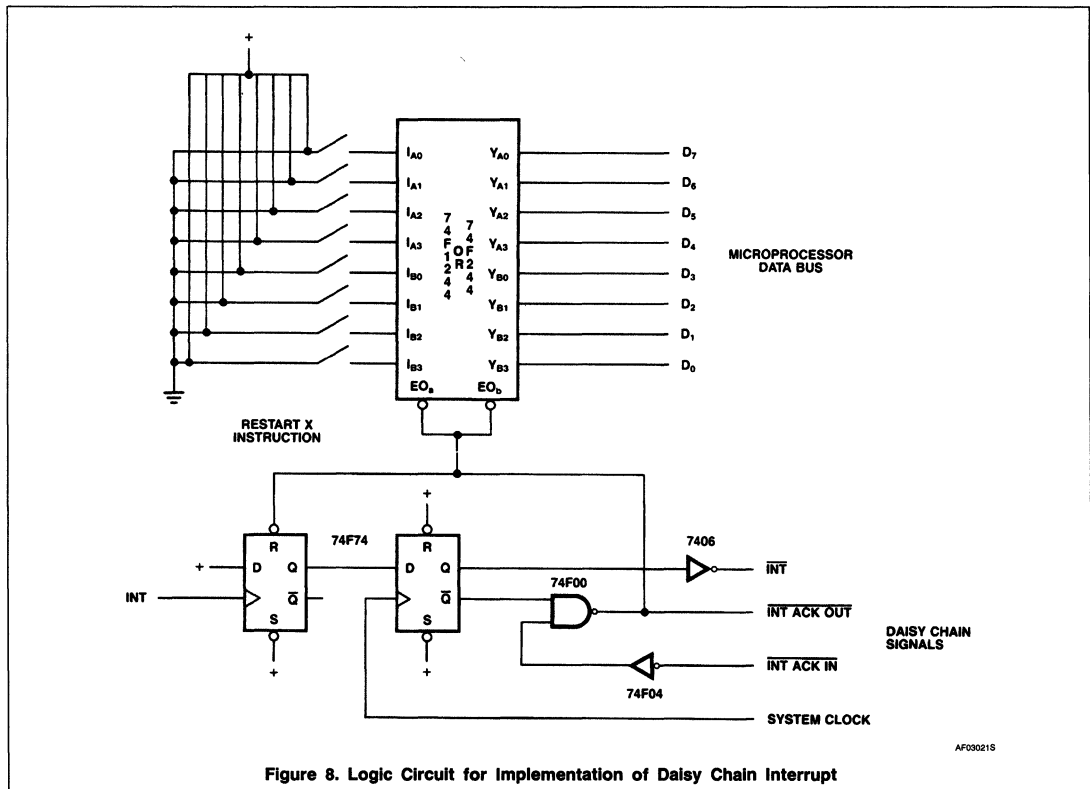 +
I_A0 Y_A0 D_7
I_A1 Y_A1 D_6
I_A2 Y_A2 D_5
I_A3 Y_A3 D_4
I_B0 Y_B0 D_3
I_B1 Y_B1 D_2
I_B2 Y_B2 D_1
I_B3 Y_B3 D_0
74F1244
OR
74F244
EO_a EO_b
MICROPROCESSOR
DATA BUS
RESTART X
INSTRUCTION
+
R 74F74 R 7406
+ D Q D Q INT
74F00
INT Q Q INT ACK OUT
S S
DAISY CHAIN
SIGNALS
+ + INT ACK IN
74F04
SYSTEM CLOCK
AF03021S
Figure 8. Logic Circuit for Implementation of Daisy Chain Interrupt